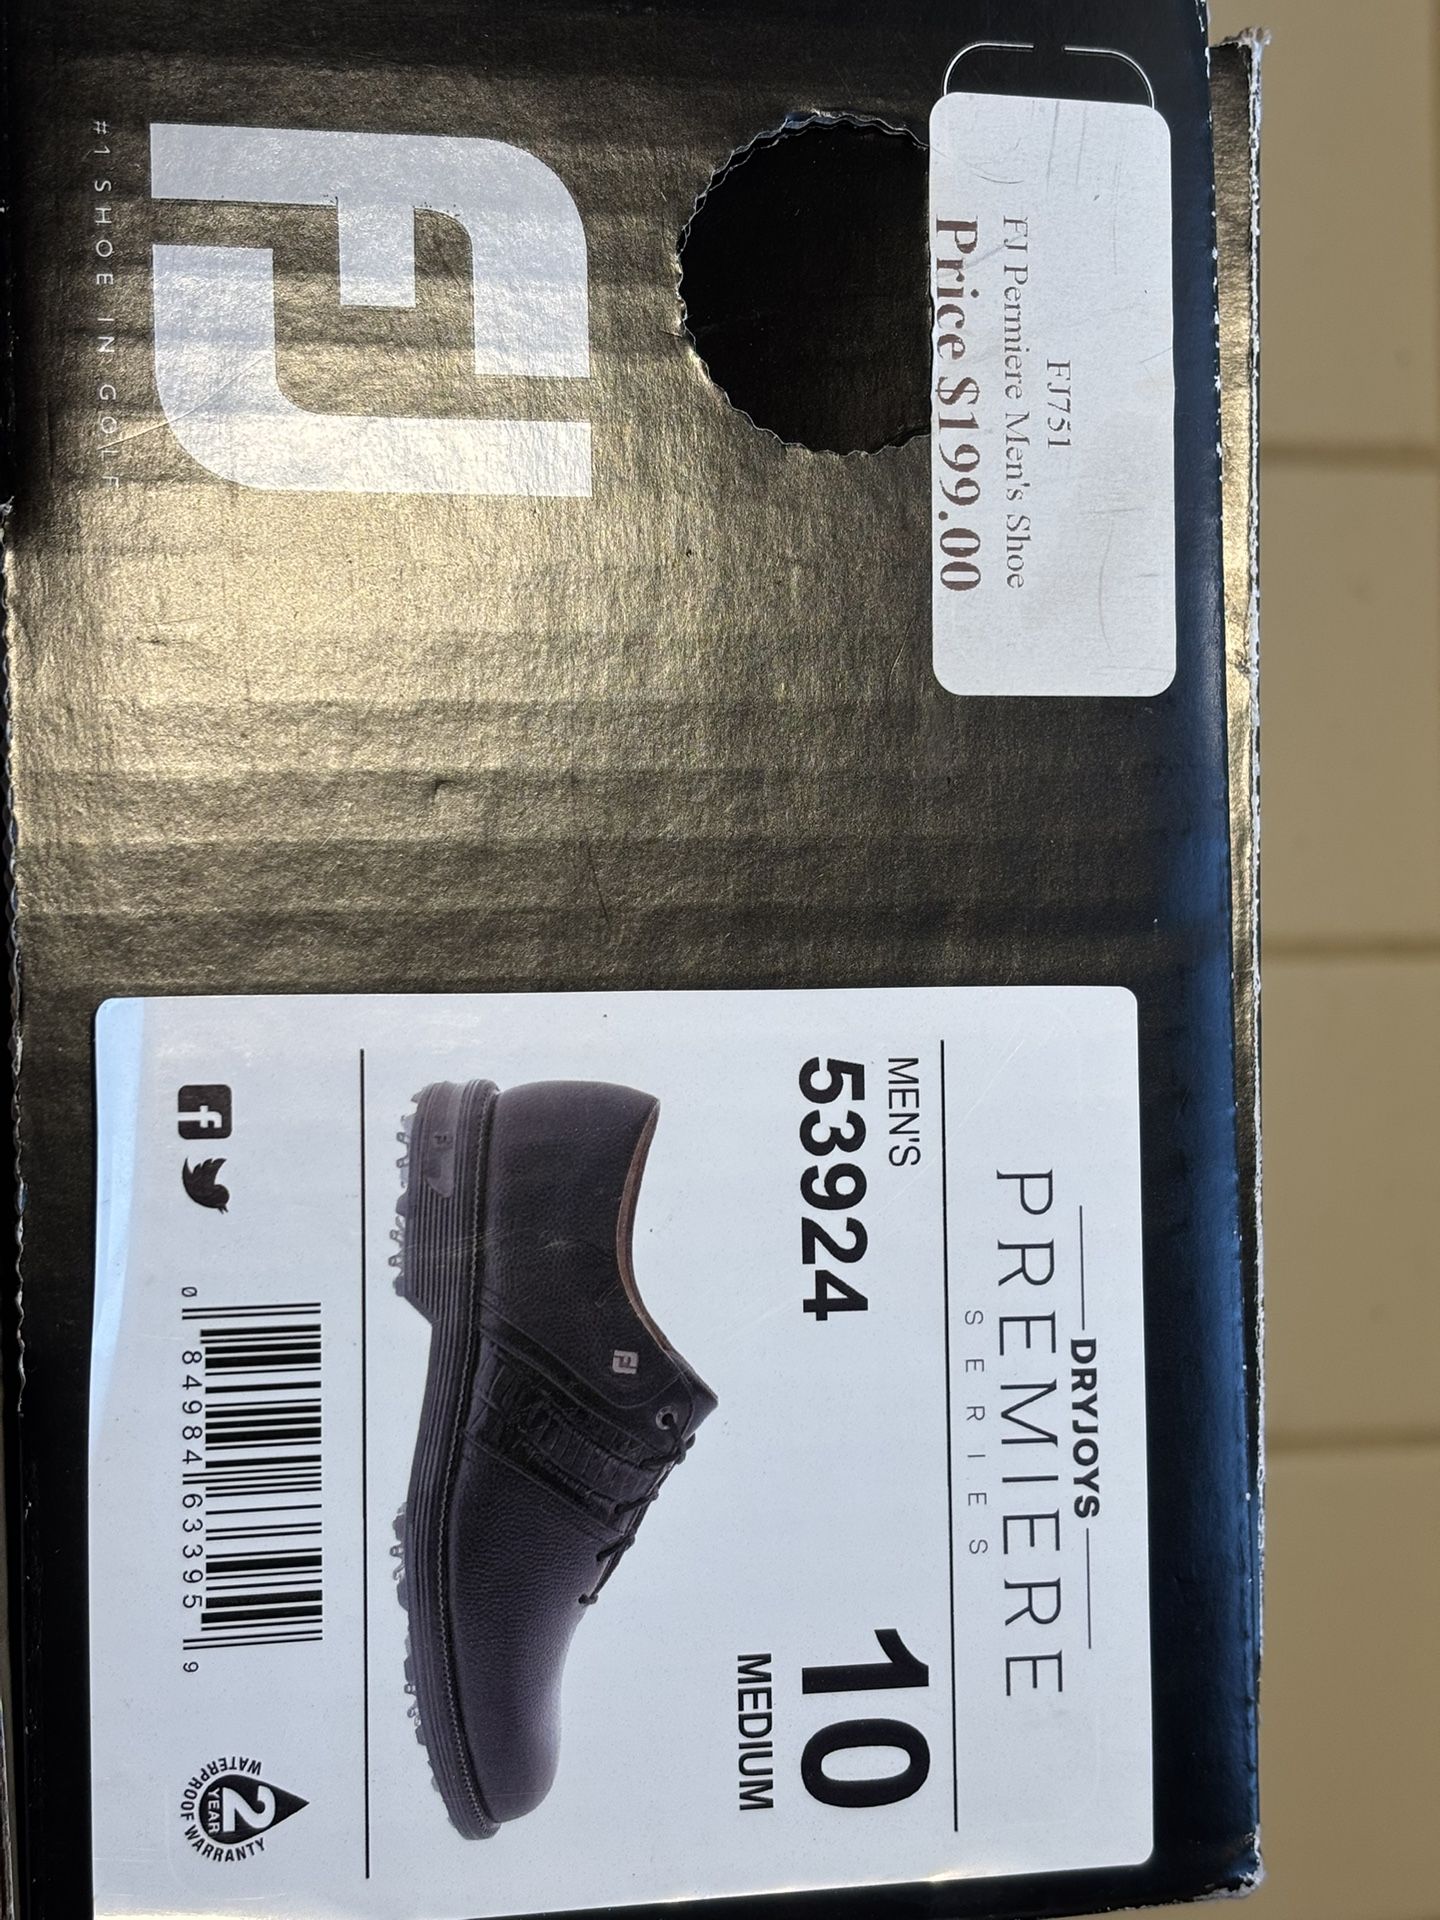 FJ751
FJ Permiere Men's Shoe
Price $199.00
FJ
#1 SHOE IN GOLF
DRYJOYS
PREMIERE
SERIES
MEN'S
53924
10
MEDIUM
FJ
f
0 84984 63395 9
2
YEAR
WATERPROOF WARRANTY